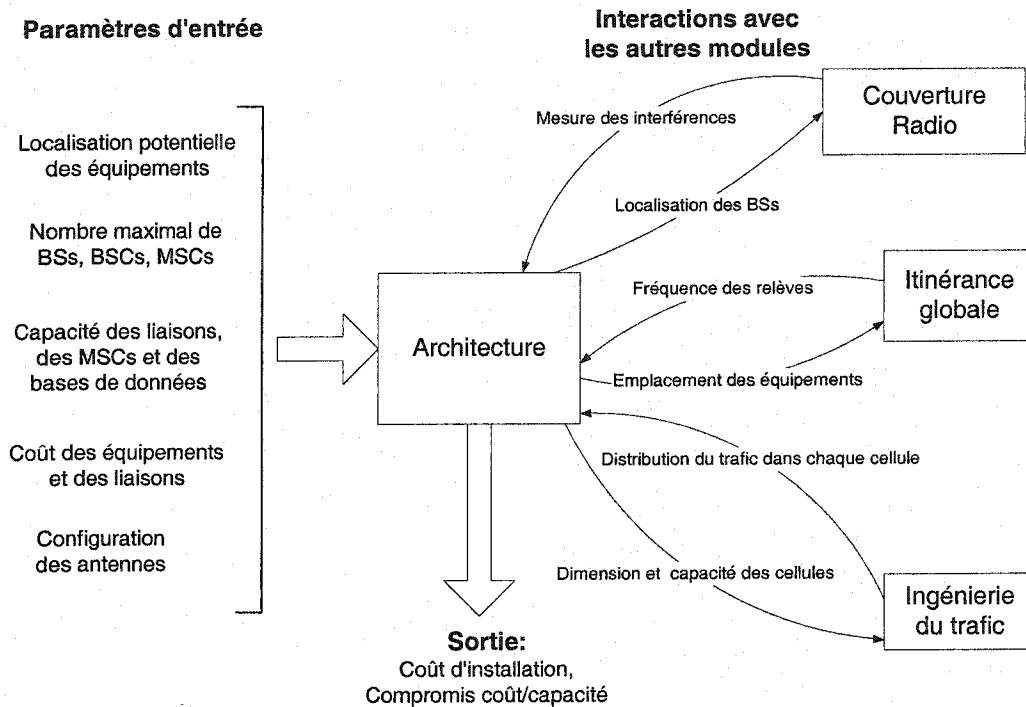 Paramètres d'entrée
Localisation potentielle
des équipements
Nombre maximal de
BSs, BSCs, MSCs
Capacité des liaisons,
des MSCs et des
bases de données
Coût des équipements
et des liaisons
Configuration
des antennes
Architecture
Sortie:
Coût d'installation,
Compromis coût/capacité
Interactions avec
les autres modules
Mesure des interférences
Localisation des BSs
Couverture
Radio
Fréquence des relèves
Emplacement des équipements
Itinérance
globale
Distribution du trafic dans chaque cellule
Dimension et capacité des cellules
Ingénierie
du trafic